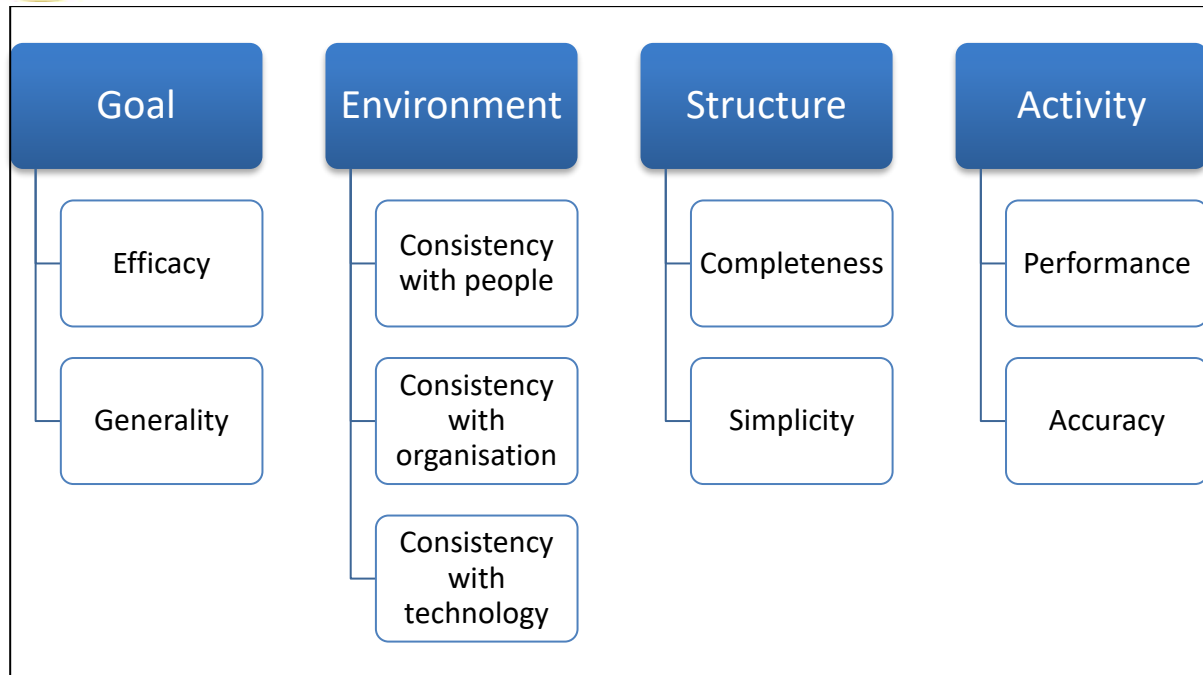 Goal
Efficacy
Generality
Environment
Consistency
with people
Consistency
with
organisation
Consistency
with
technology
Structure
Completeness
Simplicity
Activity
Performance
Accuracy